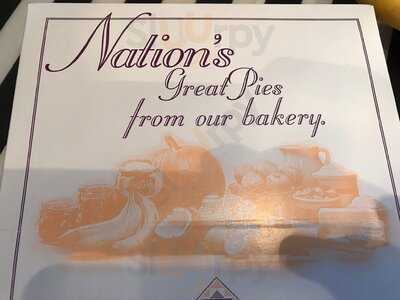 Nation's
Great Pies
from our bakery.